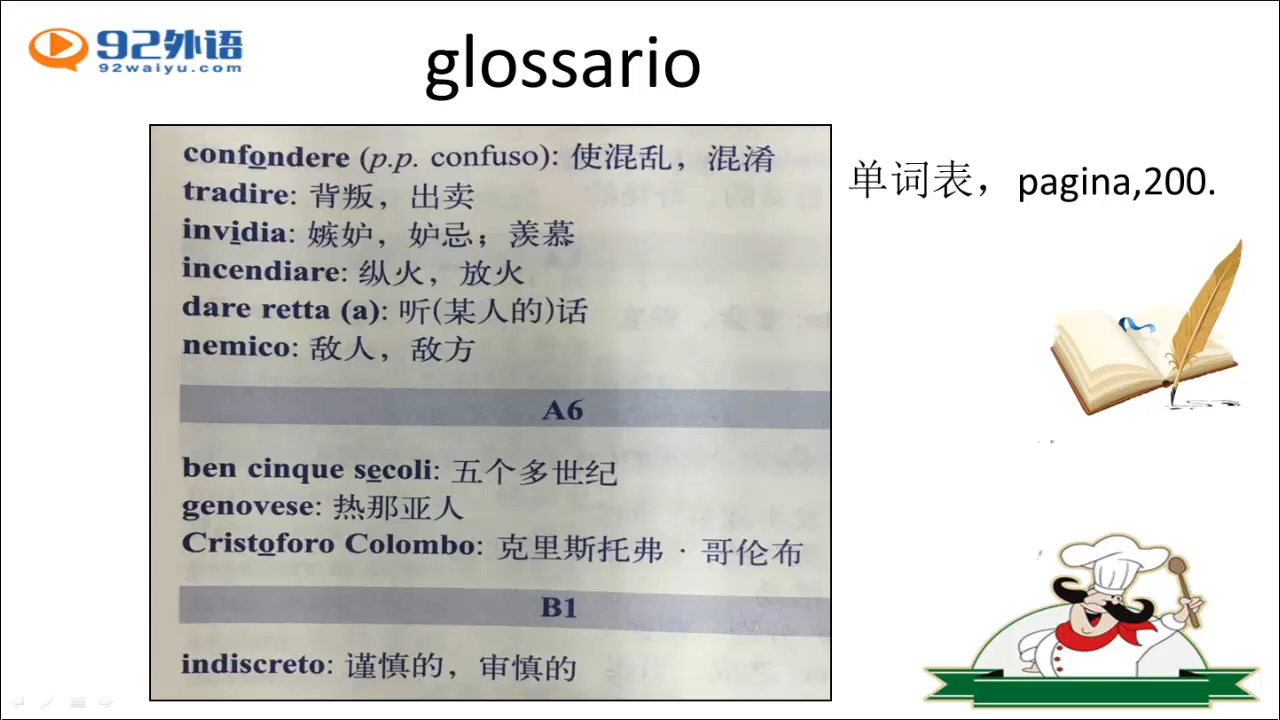 92外语
92waiyu.com
glossario
confondere (p.p. confuso): 使混乱，混淆
tradire: 背叛，出卖
invidia: 嫉妒，妒忌；羡慕
incendiare: 纵火，放火
dare retta (a): 听(某人的)话
nemico: 敌人，敌方
A6
ben cinque secoli: 五个多世纪
genovese: 热那亚人
Cristoforo Colombo: 克里斯托弗·哥伦布
B1
indiscreto: 谨慎的，审慎的
单词表，pagina,200.